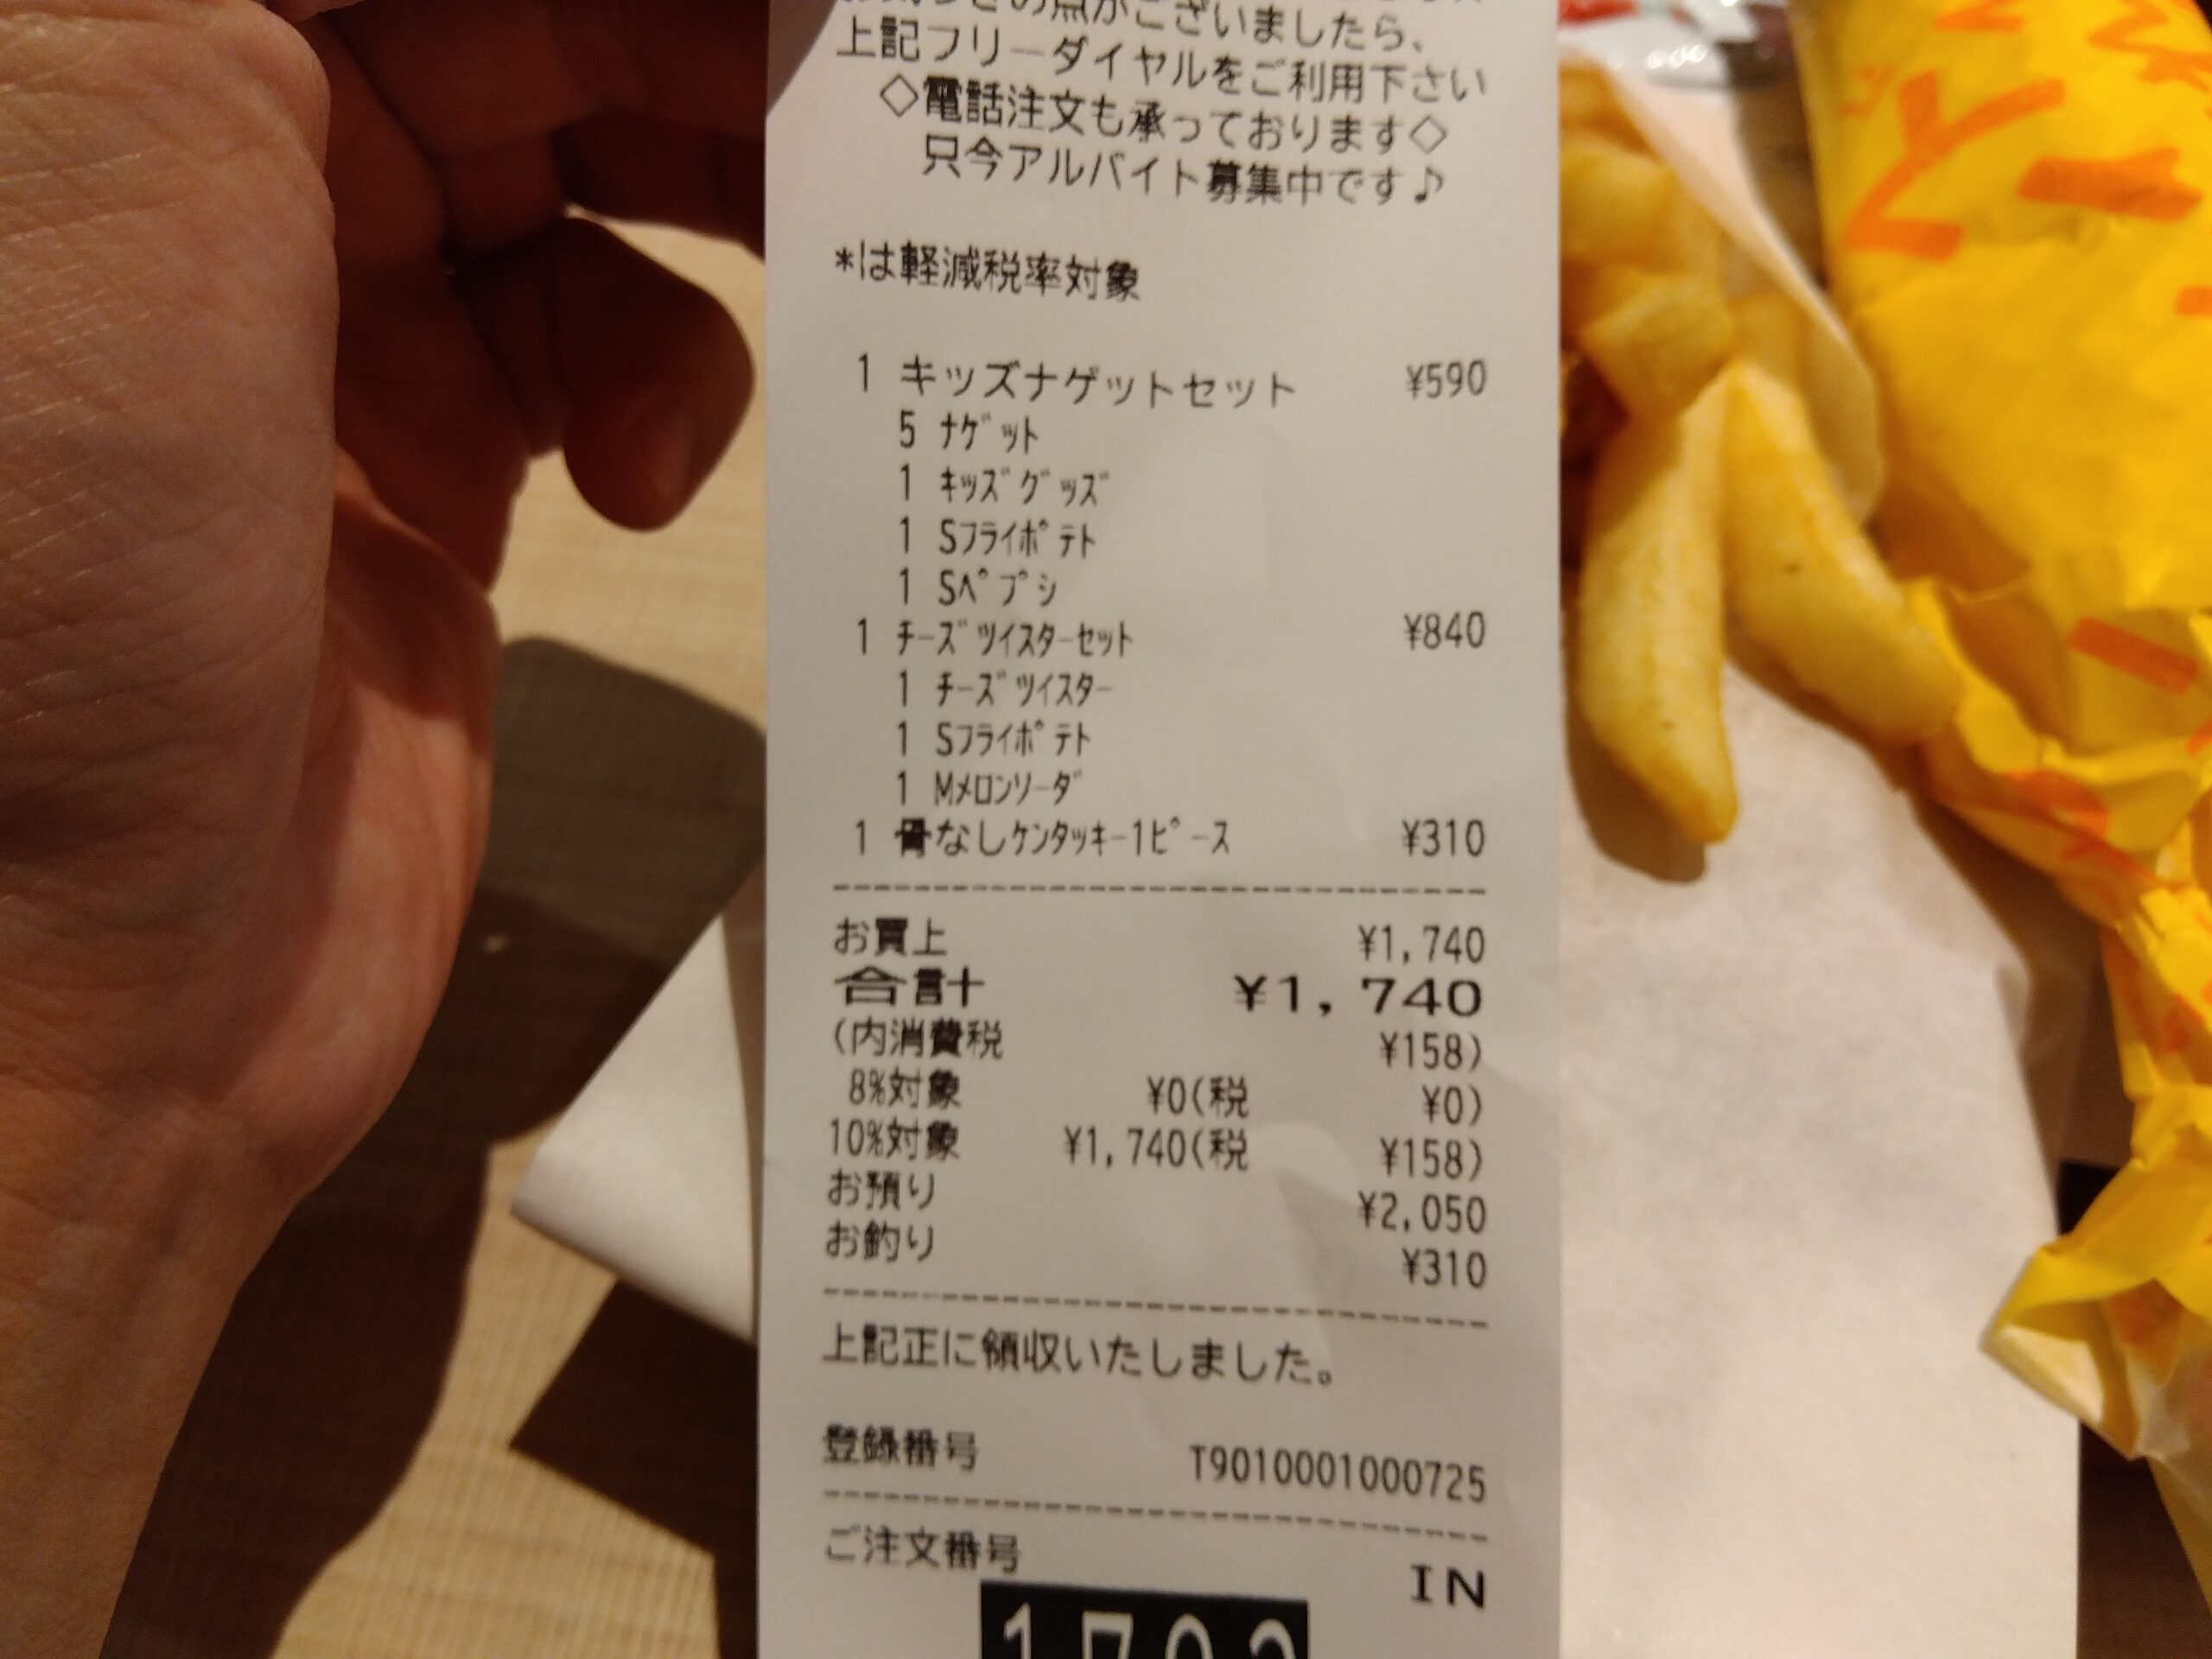 の点がございましたら、
上記フリーダイヤルをご利用下さい
◇電話注文も承っております◇
只今アルバイト募集中です♪
*は軽減税率対象
1 キッズナゲットセット ¥590
5 ﾅｹﾞｯﾄ
1 ｷｯｽﾞｸﾞｯｽﾞ
1 Sﾌﾗｲﾎﾟﾃﾄ
1 Sﾍﾟﾌﾟｼ
1 ﾁｰｽﾞﾂｲｽﾀｰｾｯﾄ ¥840
1 ﾁｰｽﾞﾂｲｽﾀｰ
1 Sﾌﾗｲﾎﾟﾃﾄ
1 Mﾒﾛﾝｿｰﾀﾞ
1 骨なしｹﾝﾀｯｷｰ1ﾋﾟｰｽ ¥310
お買上 ¥1,740
合計 ¥1,740
(内消費税 ¥158)
8%対象 ¥0(税 ¥0)
10%対象 ¥1,740(税 ¥158)
お預り ¥2,050
お釣り ¥310
上記正に領収いたしました。
登録番号 T9010001000725
ご注文番号
IN